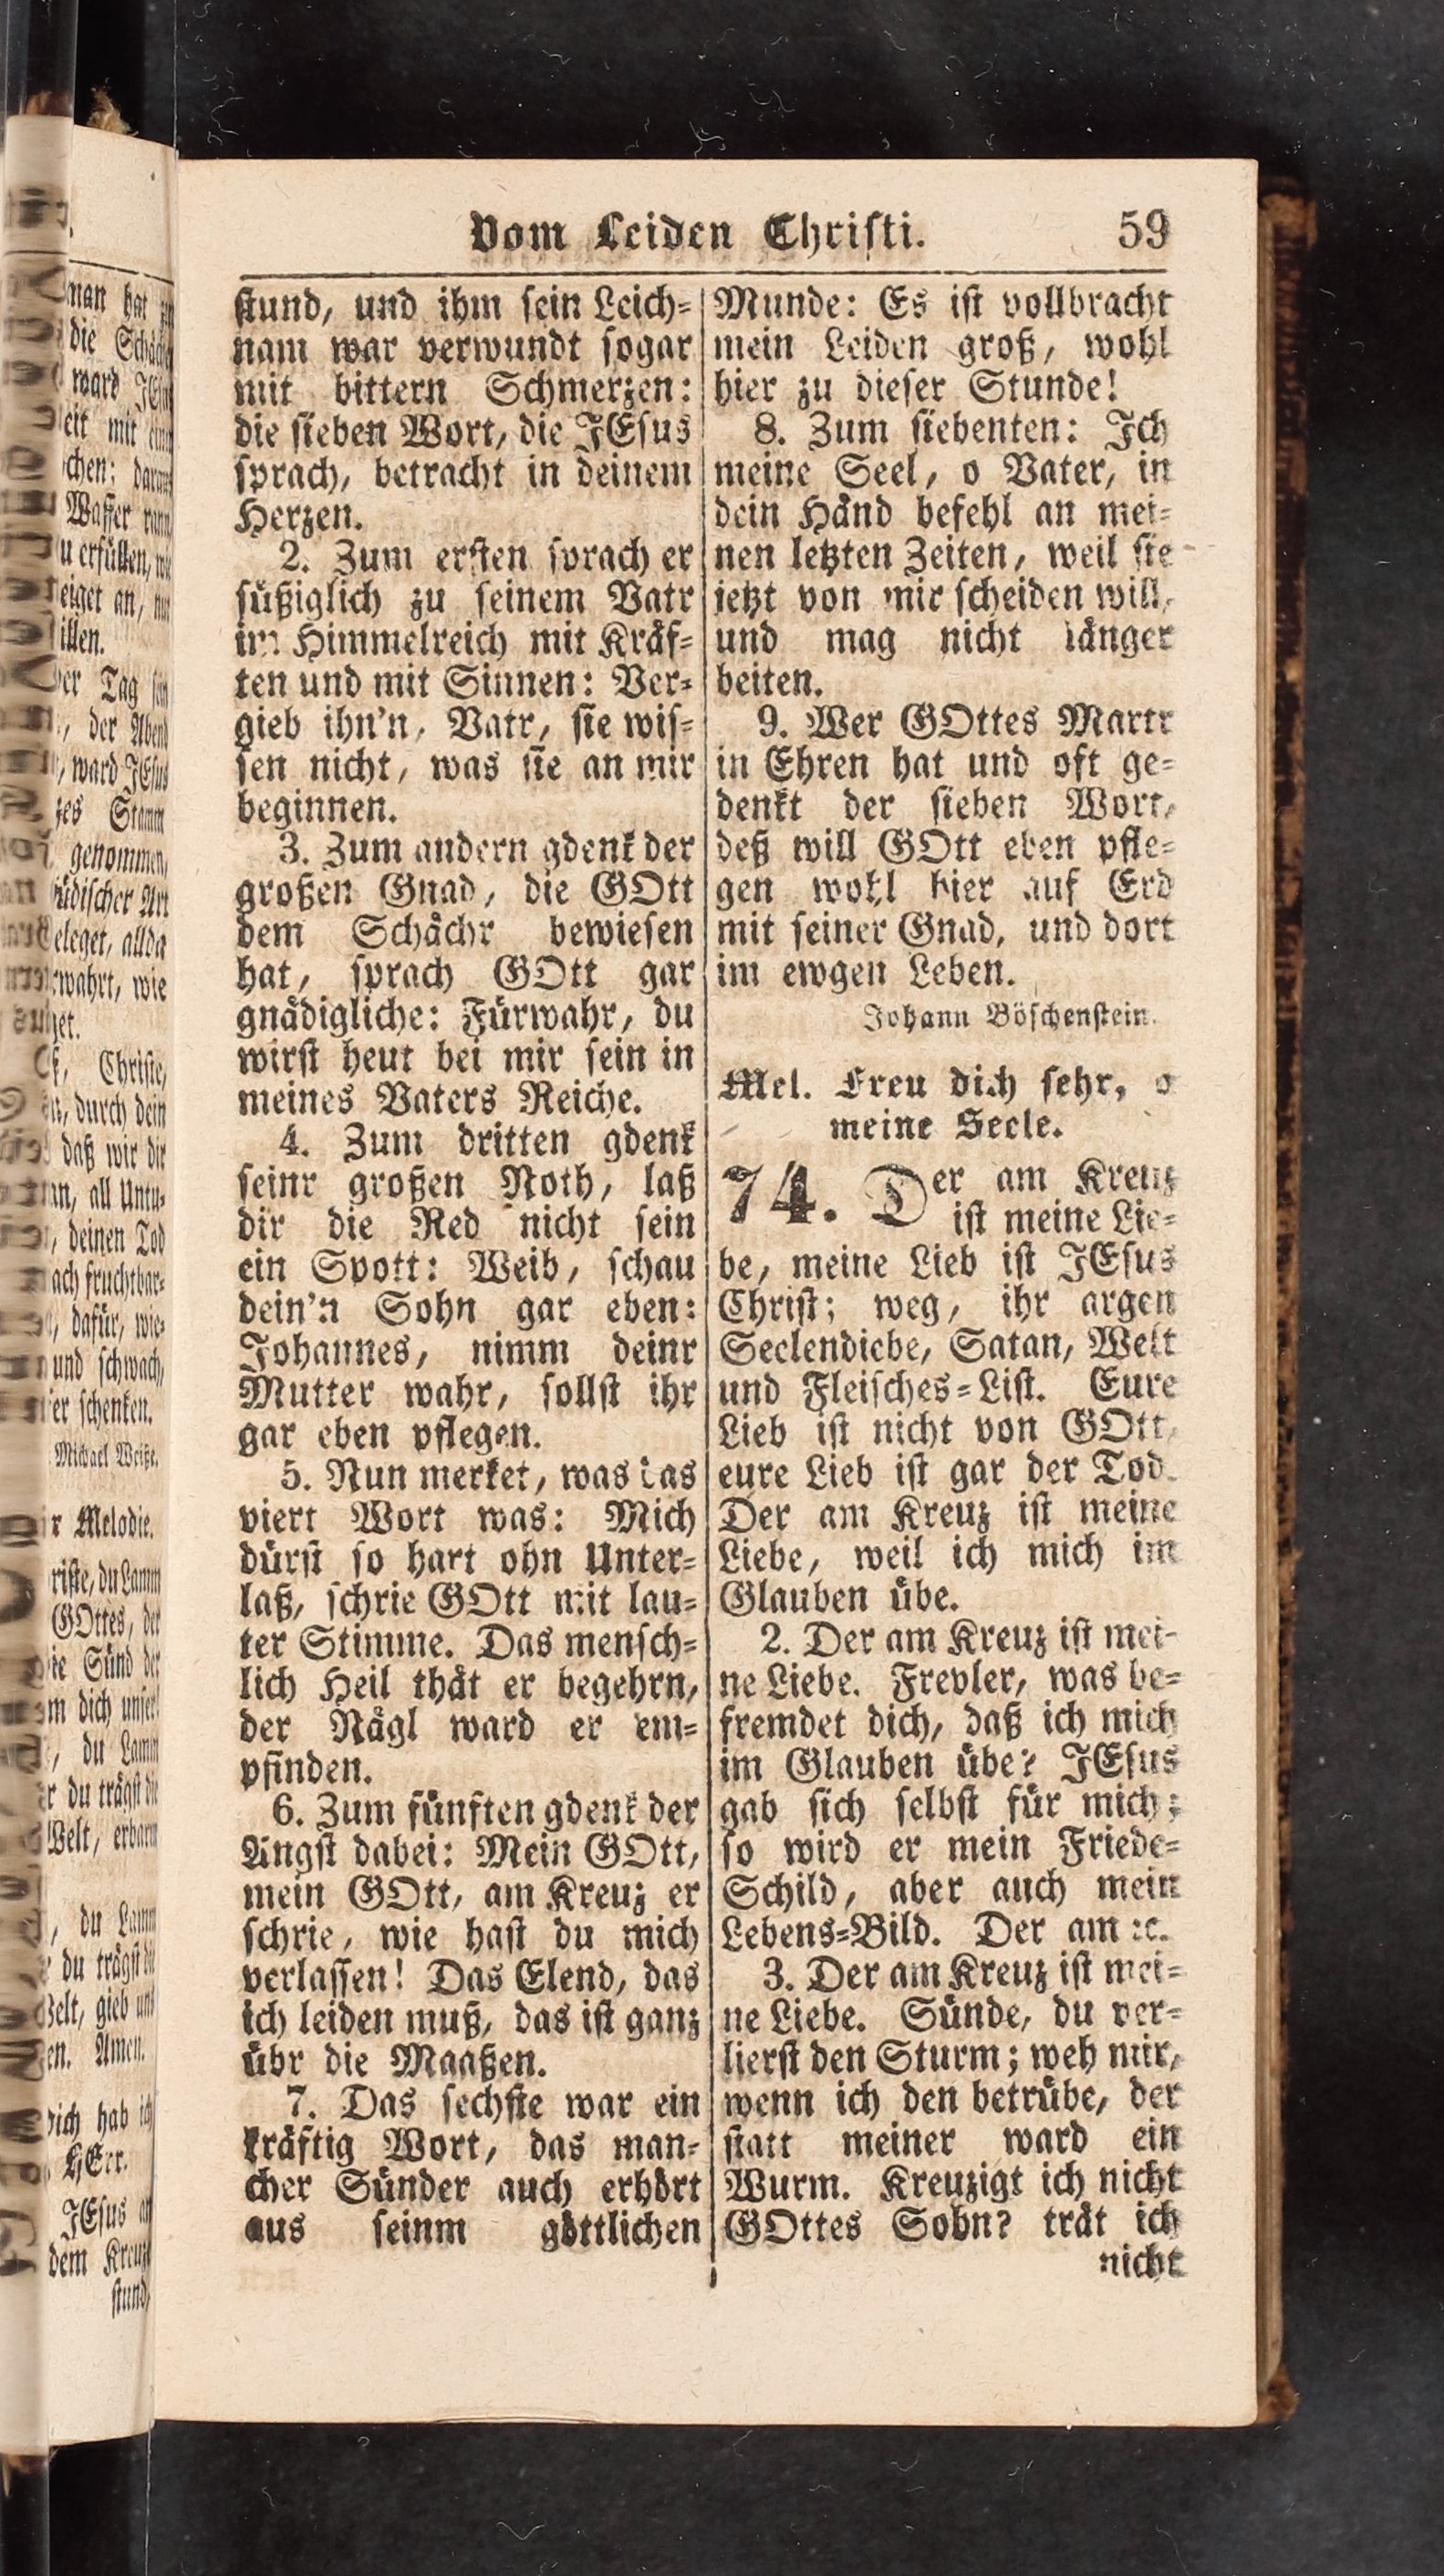 Vom Leiden Christi. 59
stund, und ihm sein Leich-
nam war verwundt sogar
mit bittern Schmerzen:
die sieben Wort, die JEsus
sprach, betracht in deinem
Herzen.
2. Zum ersten sprach er
süßiglich zu seinem Vatr
im Himmelreich mit Kräf-
ten und mit Sinnen: Ver-
gieb ihn'n, Vatr, sie wis-
sen nicht, was sie an mir
beginnen.
3. Zum andern gdenk der
großen Gnad, die GOtt
dem Schächr bewiesen
hat, sprach GOtt gar
gnädigliche: Fürwahr, du
wirst heut bei mir sein in
meines Vaters Reiche.
4. Zum dritten gdenk
seinr großen Noth, laß
dir die Red nicht sein
ein Spott: Weib, schau
dein'n Sohn gar eben:
Johannes, nimm deinr
Mutter wahr, sollst ihr
gar eben pflegen.
5. Nun merket, was das
viert Wort was: Mich
dürst so hart ohn Unter-
laß, schrie GOtt mit lau-
ter Stimme. Das mensch-
lich Heil thät er begehrn,
der Nägl ward er em-
pfinden.
6. Zum fünften gdenk der
Angst dabei: Mein GOtt,
mein GOtt, am Kreuz er
schrie, wie hast du mich
verlassen! Das Elend, das
ich leiden muß, das ist ganz
übr die Maaßen.
7. Das sechste war ein
kräftig Wort, das man-
cher Sünder auch erhört
aus seinm göttlichen
Munde: Es ist vollbracht
mein Leiden groß, wohl
hier zu dieser Stunde!
8. Zum siebenten: Ich
meine Seel, o Vater, in
dein Händ befehl an mei-
nen letzten Zeiten, weil sie
jetzt von mir scheiden will,
und mag nicht länger
beiten.
9. Wer GOttes Martr
in Ehren hat und oft ge-
denkt der sieben Wort,
deß will GOtt eben pfle-
gen wohl hier auf Erd
mit seiner Gnad, und dort
im ewgen Leben.
Johann Böschenstein.
Mel. Freu dich sehr, o
meine Seele.
74. Der am Kreuz
ist meine Lie-
be, meine Lieb ist JEsus
Christ; weg, ihr argen
Seelendiebe, Satan, Welt
und Fleisches-List. Eure
Lieb ist nicht von GOtt,
eure Lieb ist gar der Tod.
Der am Kreuz ist meine
Liebe, weil ich mich im
Glauben übe.
2. Der am Kreuz ist mei-
ne Liebe. Frevler, was be-
fremdet dich, daß ich mich
im Glauben übe? JEsus
gab sich selbst für mich;
so wird er mein Friede-
Schild, aber auch mein
Lebens-Bild. Der am ꝛc.
3. Der am Kreuz ist mei-
ne Liebe. Sünde, du ver-
lierst den Sturm; weh mir,
wenn ich den betrübe, der
statt meiner ward ein
Wurm. Kreuzigt ich nicht
GOttes Sohn? trät ich
nicht